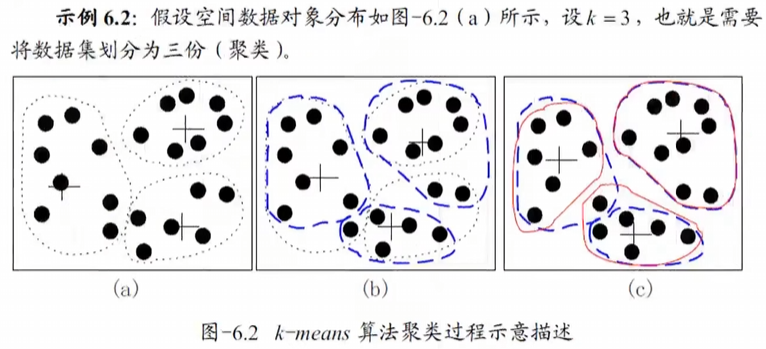 示例 6.2：假设空间数据对象分布如图-6.2（a）所示，设k = 3，也就是需要
将数据集划分为三份（聚类）。
(a) (b) (c)
图-6.2 k-means 算法聚类过程示意描述